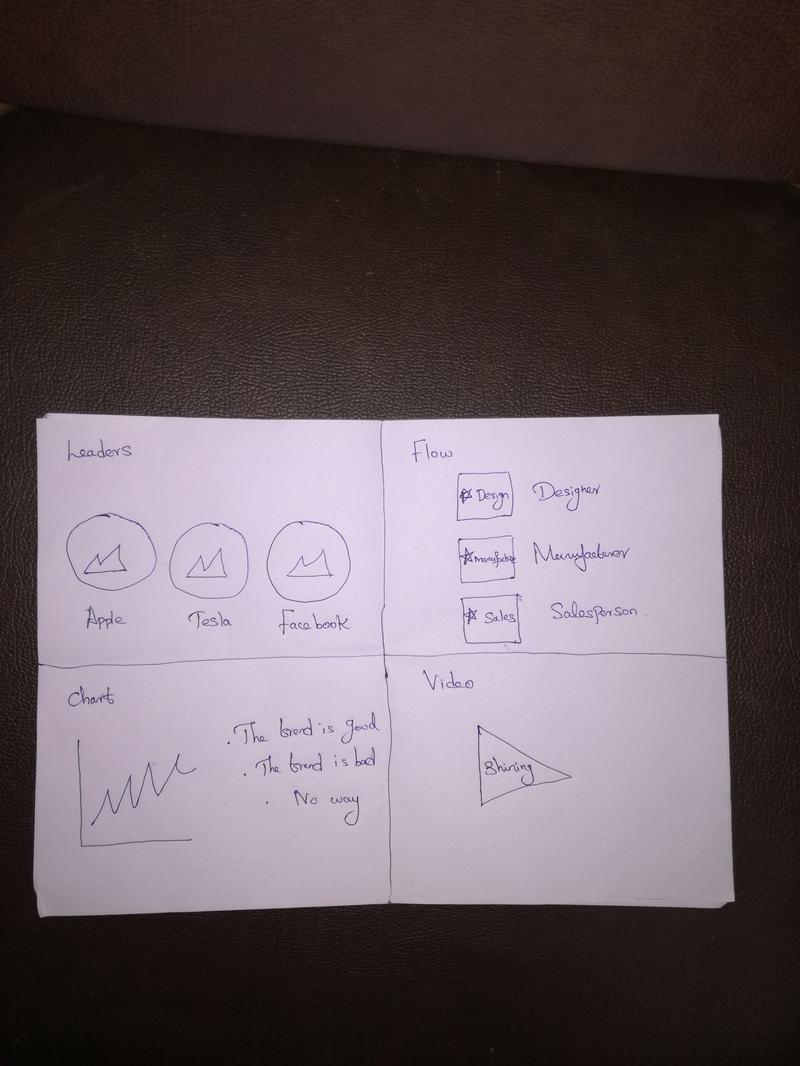 Leaders
Apple
Tesla
Facebook
Flow
Design
Designer
Manufacture
Manufacturer
Sales
Salesperson.
Chart
. The trend is good
. The trend is bad
. No way
Video
Shining